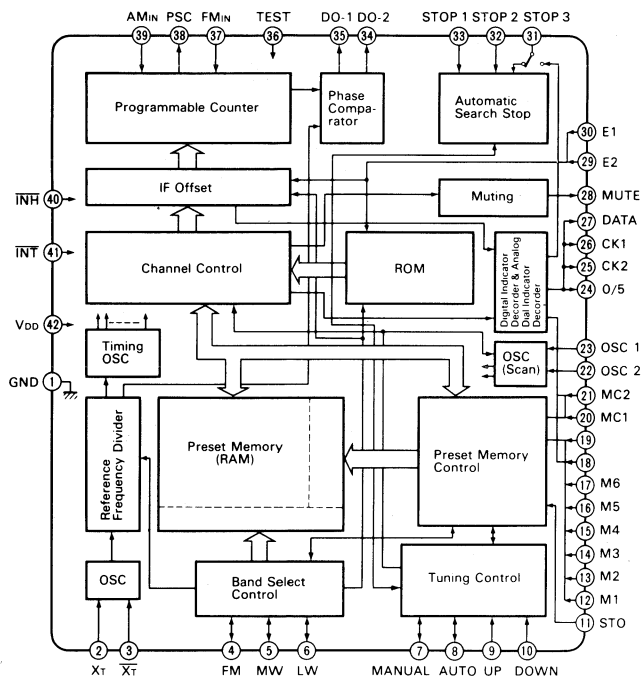 AMIN PSC FMIN TEST DO-1 DO-2 STOP 1 STOP 2 STOP 3
39 38 37 36 35 34 33 32 31
Programmable Counter
Phase
Compa-
rator
Automatic
Search Stop
30 E1
29 E2
IF Offset
Muting
28 MUTE
INH 40
27 DATA
26 CK1
25 CK2
24 0/5
INT 41
Channel Control
ROM
Digital Indicator
Decorder & Analog
Dial Indicator
Decorder
VDD 42
Timing
OSC
OSC
(Scan)
23 OSC 1
22 OSC 2
GND 1
21 MC2
20 MC1
19
18
Reference
Frequency Divider
Preset Memory
(RAM)
Preset Memory
Control
17 M6
16 M5
15 M4
14 M3
13 M2
12 M1
11 STO
OSC
Band Select
Control
Tuning Control
2 3 4 5 6 7 8 9 10
XT XT FM MW LW MANUAL AUTO UP DOWN